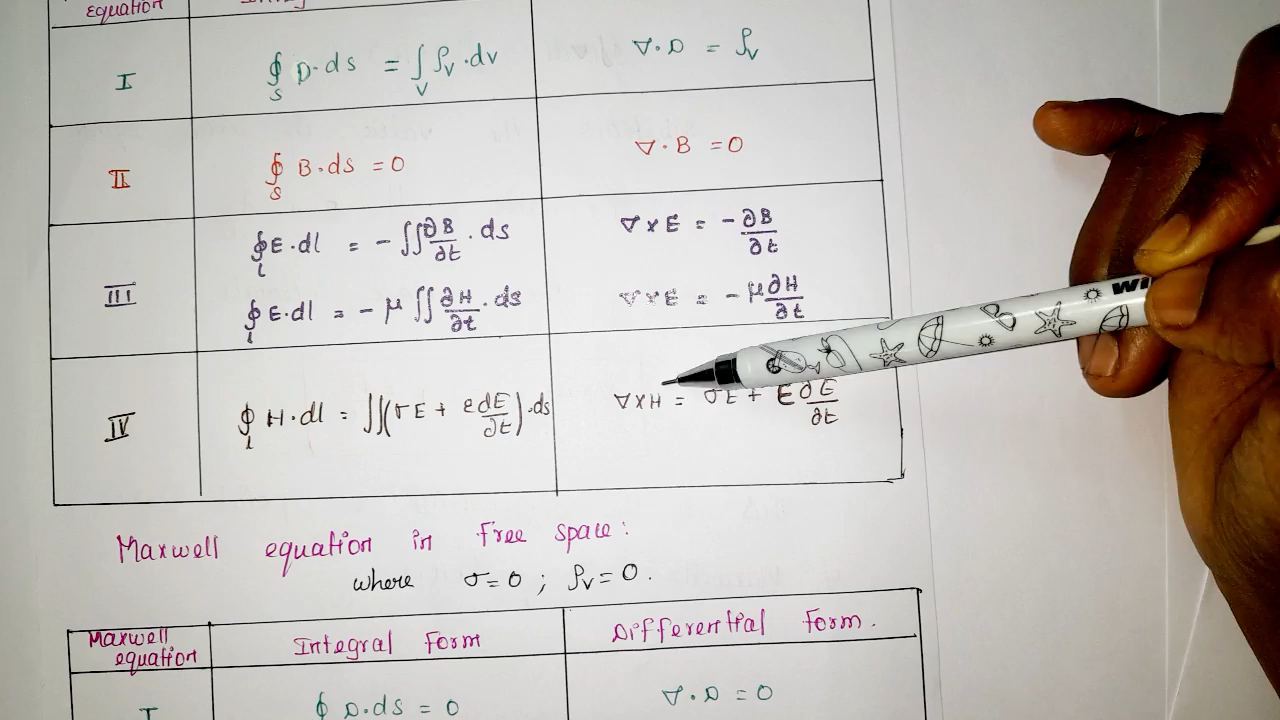 equation
I ∮S D·ds = ∫V ρv·dv ∇·D = ρv
II ∮S B·ds = 0 ∇·B = 0
III ∮l E·dl = - ∬ ∂B/∂t · ds ∇×E = - ∂B/∂t
∮l E·dl = - μ ∬ ∂H/∂t · ds ∇×E = - μ ∂H/∂t
IV ∮l H·dl = ∬(σE + ε dE/∂t)·ds ∇×H = σE + ε ∂E/∂t
Maxwell equation in free space:
where σ=0 ; ρv=0.
Maxwell equation Integral form Differential form.
I ∮ D·ds = 0 ∇·D = 0